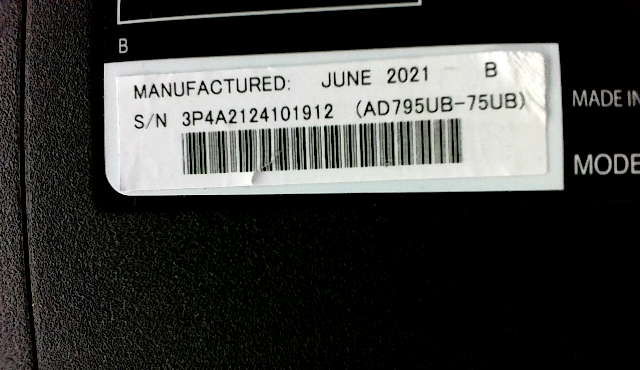 B
MANUFACTURED: JUNE 2021 B
S/N 3P4A2124101912 (AD795UB-75UB)
MADE IN
MODE